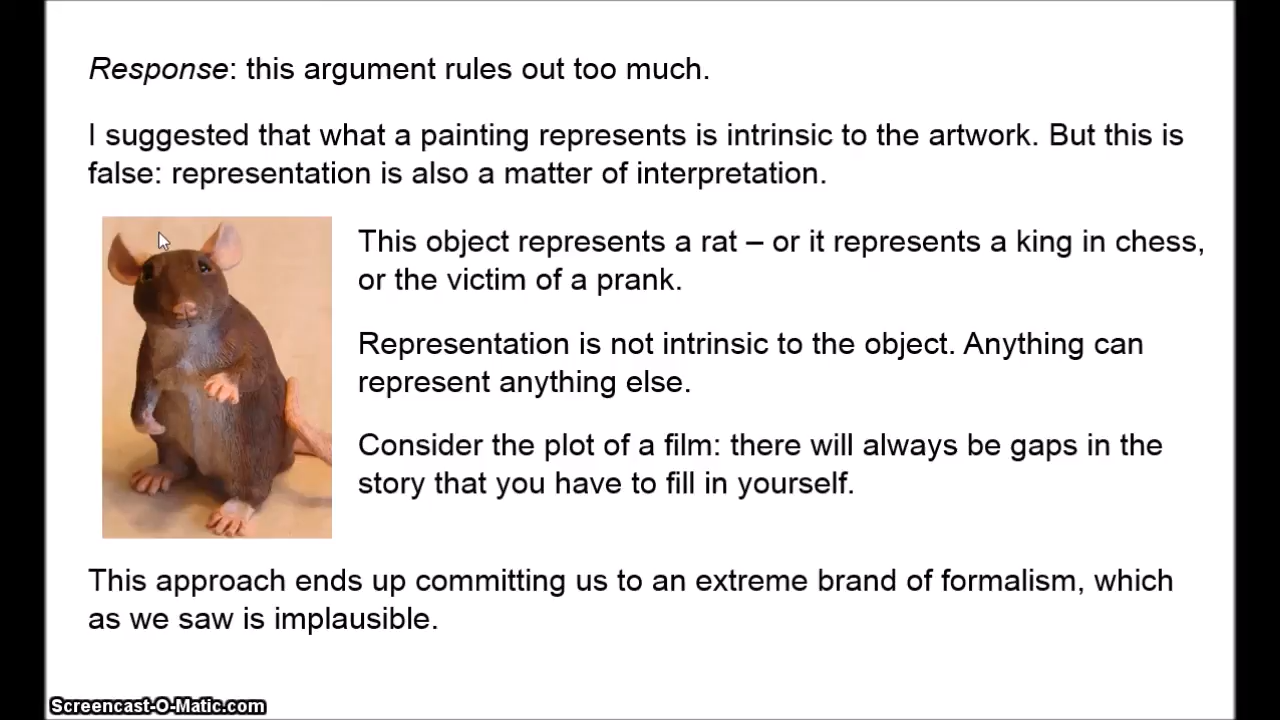 Response: this argument rules out too much.
I suggested that what a painting represents is intrinsic to the artwork. But this is
false: representation is also a matter of interpretation.
This object represents a rat – or it represents a king in chess,
or the victim of a prank.
Representation is not intrinsic to the object. Anything can
represent anything else.
Consider the plot of a film: there will always be gaps in the
story that you have to fill in yourself.
This approach ends up committing us to an extreme brand of formalism, which
as we saw is implausible.
Screencast-O-Matic.com